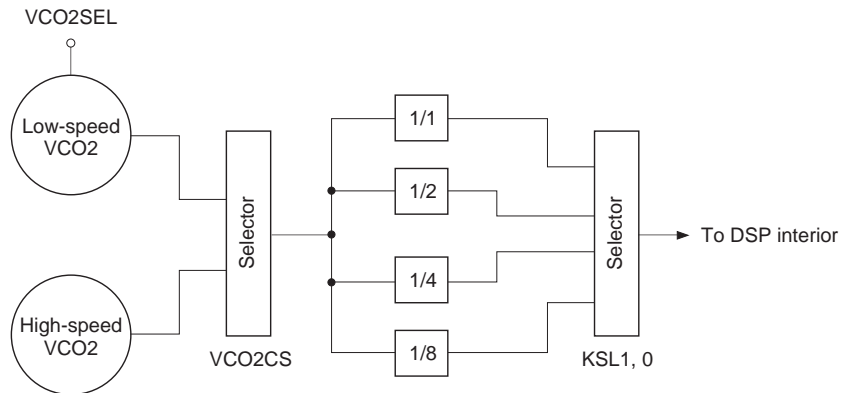 VCO2SEL
Low-speed
VCO2
High-speed
VCO2
Selector
VCO2CS
1/1
1/2
1/4
1/8
Selector
KSL1, 0
To DSP interior